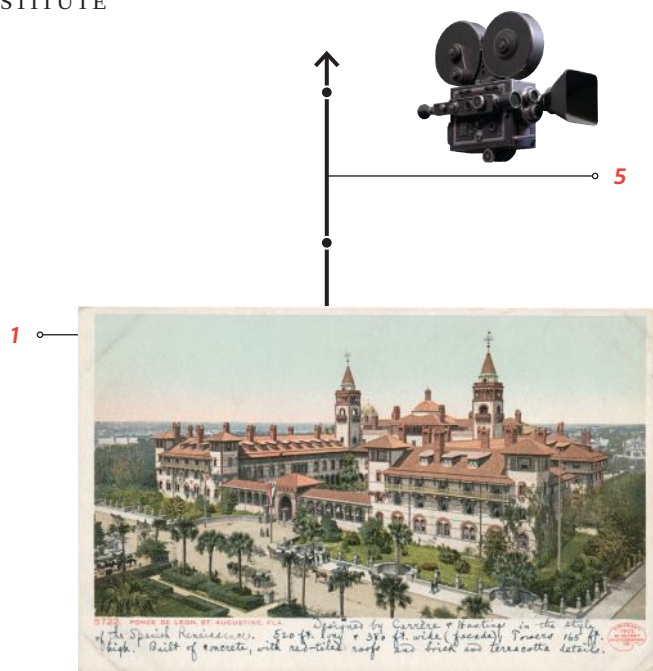 STITUTE
5
1
5722. PONCE DE LEON, ST. AUGUSTINE, FLA.
Designed by Carrère & Hastings in the style
of the Spanish Renaissance. 520 ft. long & 380 ft. wide (facade), Towers 165 ft.
high. Built of concrete, with red-tiled roofs and brick and terracotta details.